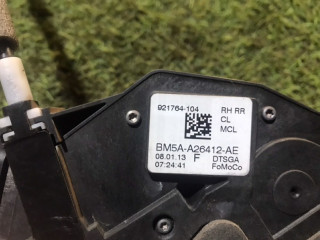 921764-104 RH RR
CL
MCL
BM5A-A26412-AE
08.01.13 F DTSGA
07:24:41 FoMoCo